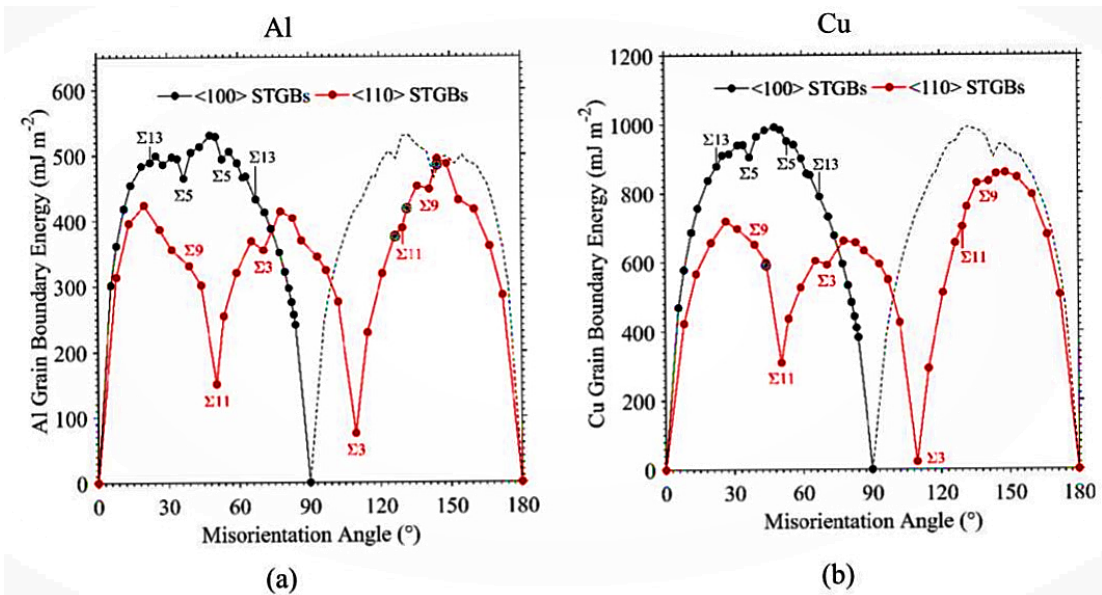 Al
Cu
600
500
400
300
200
100
0
Al Grain Boundary Energy (mJ m⁻²)
<100> STGBs <110> STGBs
Σ13
Σ5
Σ5
Σ13
Σ9
Σ11
Σ3
Σ3
Σ11
Σ9
0 30 60 90 120 150 180
Misorientation Angle (°)
(a)
1200
1000
800
600
400
200
0
Cu Grain Boundary Energy (mJ m⁻²)
<100> STGBs <110> STGBs
Σ13
Σ5
Σ5
Σ13
Σ9
Σ11
Σ3
Σ3
Σ11
Σ9
0 30 60 90 120 150 180
Misorientation Angle (°)
(b)